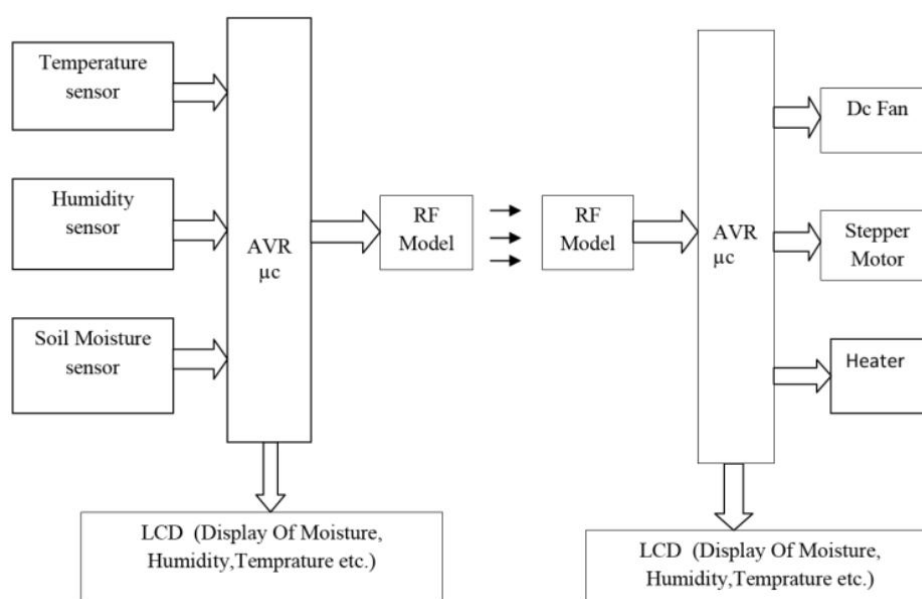 Temperature
sensor
Humidity
sensor
Soil Moisture
sensor
AVR
µc
RF
Model
RF
Model
AVR
µc
Dc Fan
Stepper
Motor
Heater
LCD (Display Of Moisture,
Humidity,Temprature etc.)
LCD (Display Of Moisture,
Humidity,Temprature etc.)